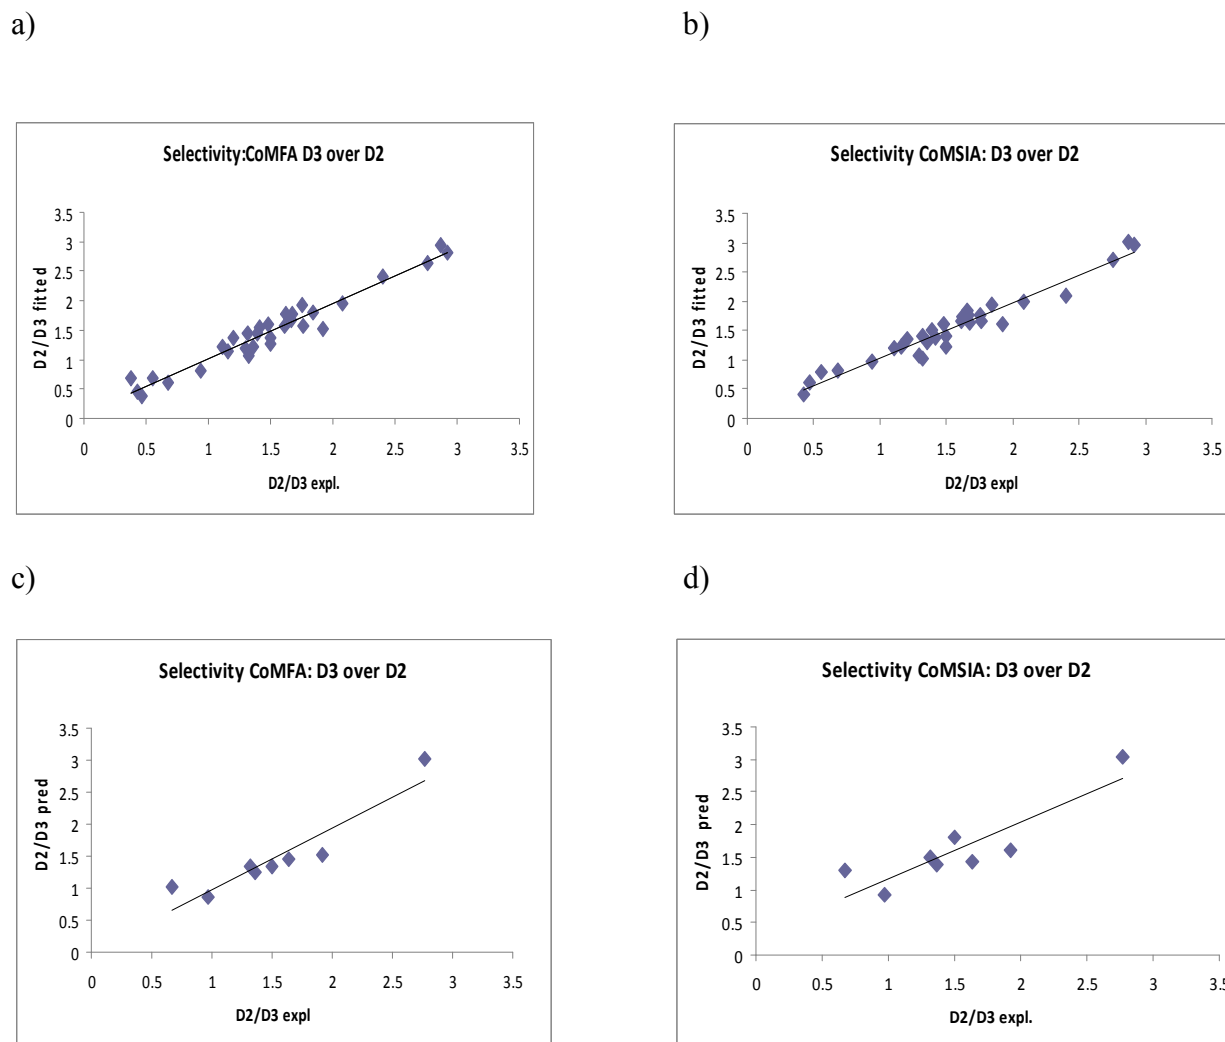 a)
b)
Selectivity:CoMFA D3 over D2
D2/D3 fitted
3.5
3
2.5
2
1.5
1
0.5
0
0 0.5 1 1.5 2 2.5 3 3.5
D2/D3 expl.
Selectivity CoMSIA: D3 over D2
D2/D3 fitted
3.5
3
2.5
2
1.5
1
0.5
0
0 0.5 1 1.5 2 2.5 3 3.5
D2/D3 expl
c)
d)
Selectivity CoMFA: D3 over D2
D2/D3 pred
3.5
3
2.5
2
1.5
1
0.5
0
0 0.5 1 1.5 2 2.5 3 3.5
D2/D3 expl
Selectivity CoMSIA: D3 over D2
D2/D3 pred
3.5
3
2.5
2
1.5
1
0.5
0
0 0.5 1 1.5 2 2.5 3 3.5
D2/D3 expl.